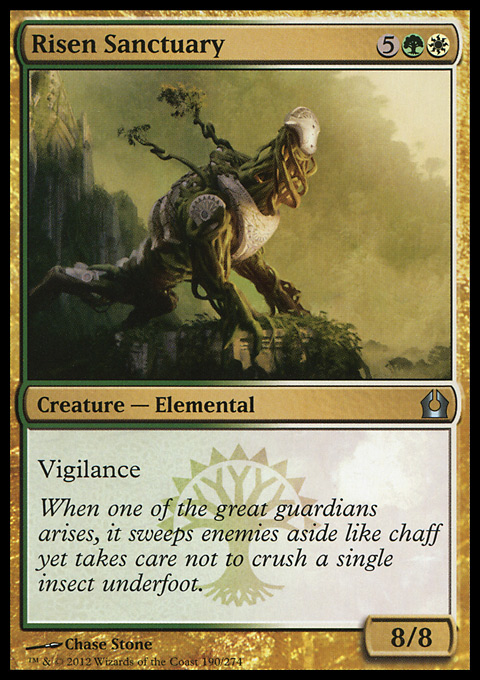 Risen Sanctuary 5
Creature — Elemental
Vigilance
When one of the great guardians
arises, it sweeps enemies aside like chaff
yet takes care not to crush a single
insect underfoot.
8/8
Chase Stone
™ & © 2012 Wizards of the Coast 190/274